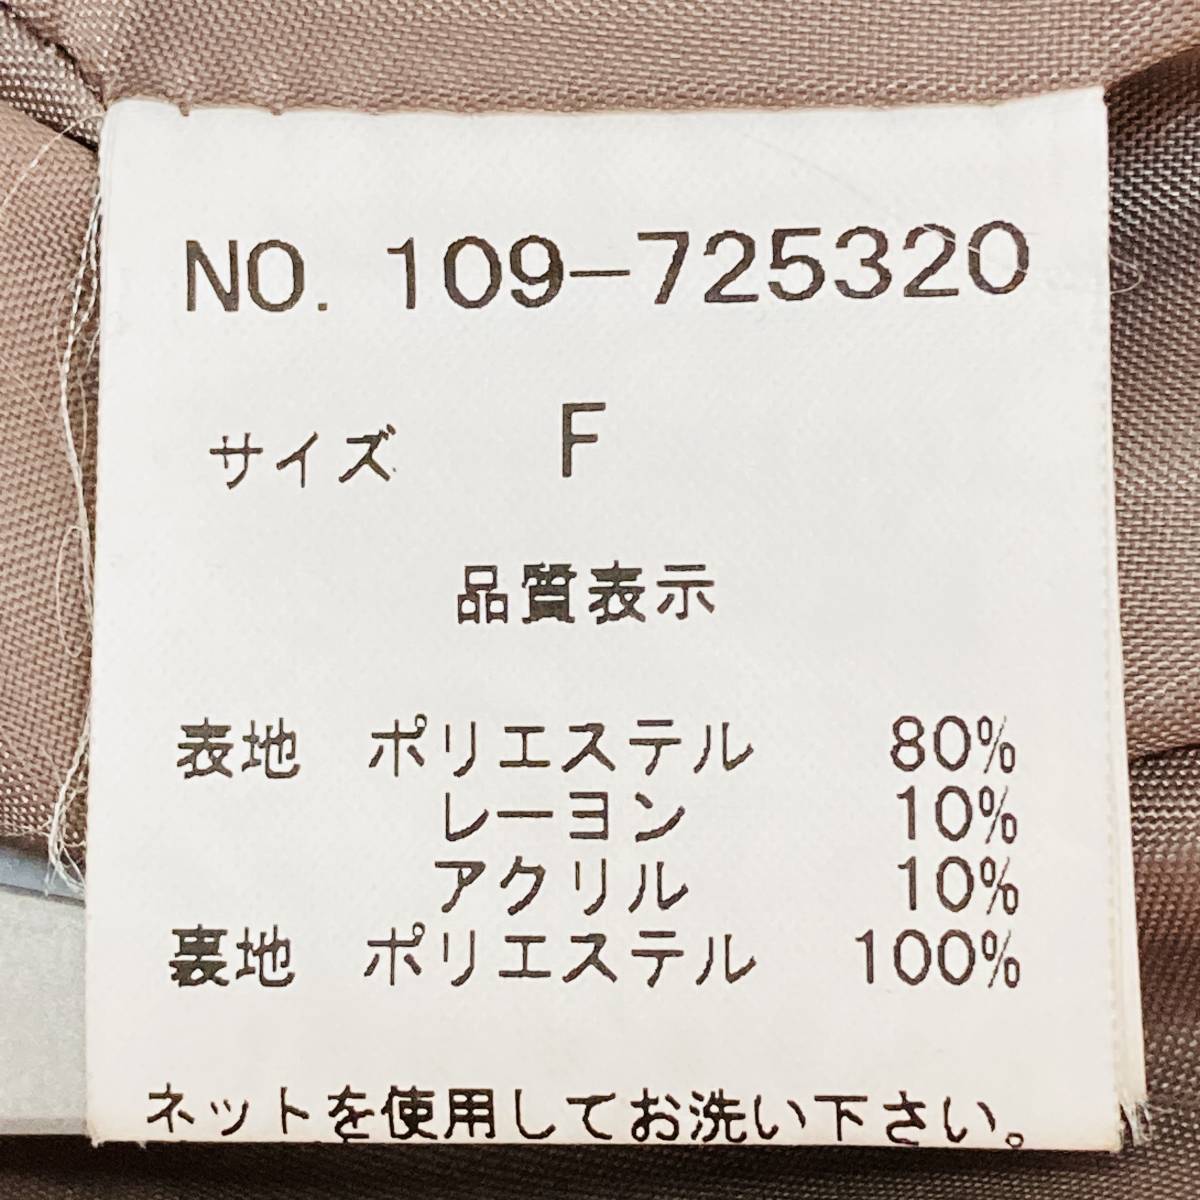 NO. 109-725320
サイズ F
品質表示
表地 ポリエステル 80%
レーヨン 10%
アクリル 10%
裏地 ポリエステル 100%
ネットを使用してお洗い下さい。